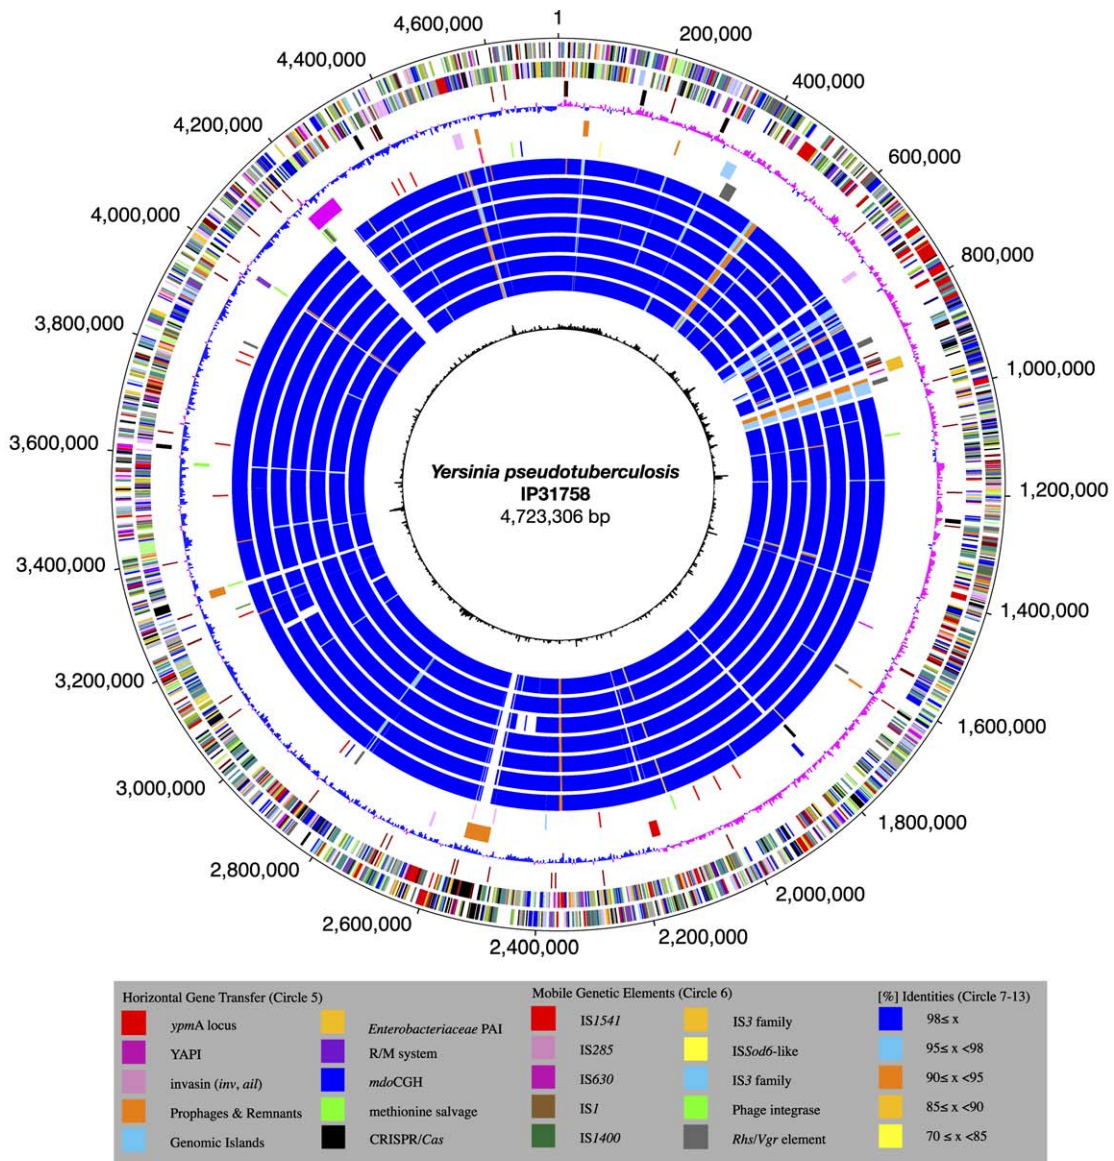 1
200,000
400,000
600,000
800,000
1,000,000
1,200,000
1,400,000
1,600,000
1,800,000
2,000,000
2,200,000
2,400,000
2,600,000
2,800,000
3,000,000
3,200,000
3,400,000
3,600,000
3,800,000
4,000,000
4,200,000
4,400,000
4,600,000
Yersinia pseudotuberculosis
IP31758
4,723,306 bp
Horizontal Gene Transfer (Circle 5)
ypmA locus
YAPI
invasin (inv, ail)
Prophages & Remnants
Genomic Islands
Enterobacteriaceae PAI
R/M system
mdoCGH
methionine salvage
CRISPR/Cas
Mobile Genetic Elements (Circle 6)
IS1541
IS285
IS630
IS1
IS1400
IS3 family
ISSod6-like
IS3 family
Phage integrase
Rhs/Vgr element
[%] Identities (Circle 7-13)
98≤ x
95≤ x <98
90≤ x <95
85≤ x <90
70 ≤ x <85